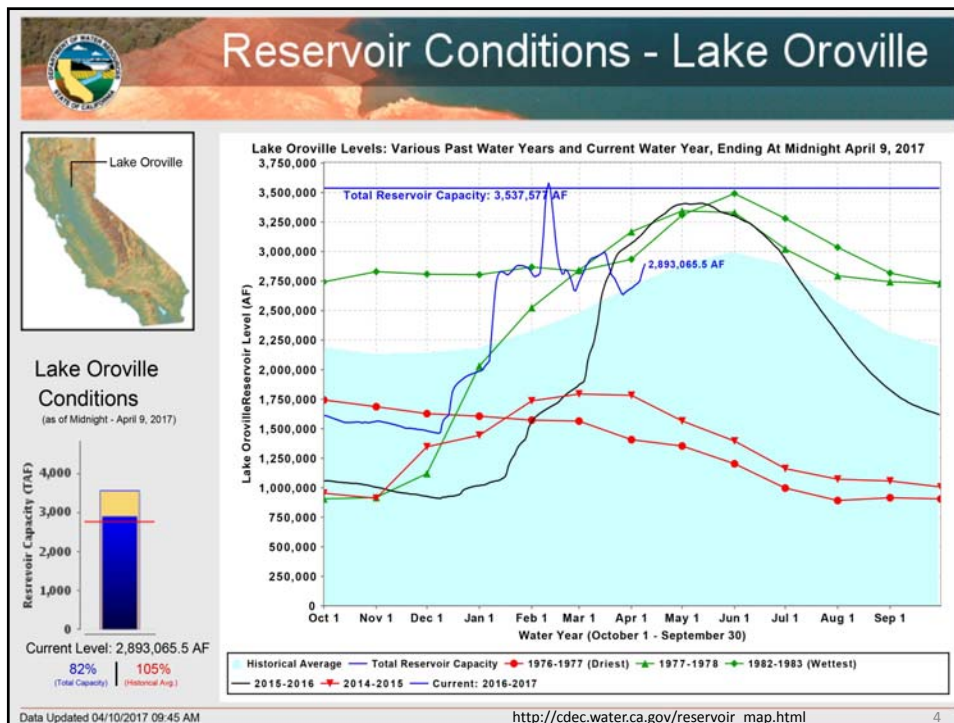 Reservoir Conditions - Lake Oroville
DEPARTMENT OF WATER RESOURCES
STATE OF CALIFORNIA
Lake Oroville
Lake Oroville
Conditions
(as of Midnight - April 9, 2017)
Resrevoir Capacity (TAF)
4,000
3,000
2,000
1,000
0
Current Level: 2,893,065.5 AF
82%
(Total Capacity)
105%
(Historical Avg.)
Lake Oroville Levels: Various Past Water Years and Current Water Year, Ending At Midnight April 9, 2017
Lake OrovilleReservoir Level (AF)
3,750,000
3,500,000
3,250,000
3,000,000
2,750,000
2,500,000
2,250,000
2,000,000
1,750,000
1,500,000
1,250,000
1,000,000
750,000
500,000
250,000
0
Total Reservoir Capacity: 3,537,577 AF
2,893,065.5 AF
Oct 1 Nov 1 Dec 1 Jan 1 Feb 1 Mar 1 Apr 1 May 1 Jun 1 Jul 1 Aug 1 Sep 1
Water Year (October 1 - September 30)
Historical Average Total Reservoir Capacity 1976-1977 (Driest) 1977-1978 1982-1983 (Wettest)
2015-2016 2014-2015 Current: 2016-2017
Data Updated 04/10/2017 09:45 AM
http://cdec.water.ca.gov/reservoir_map.html
4